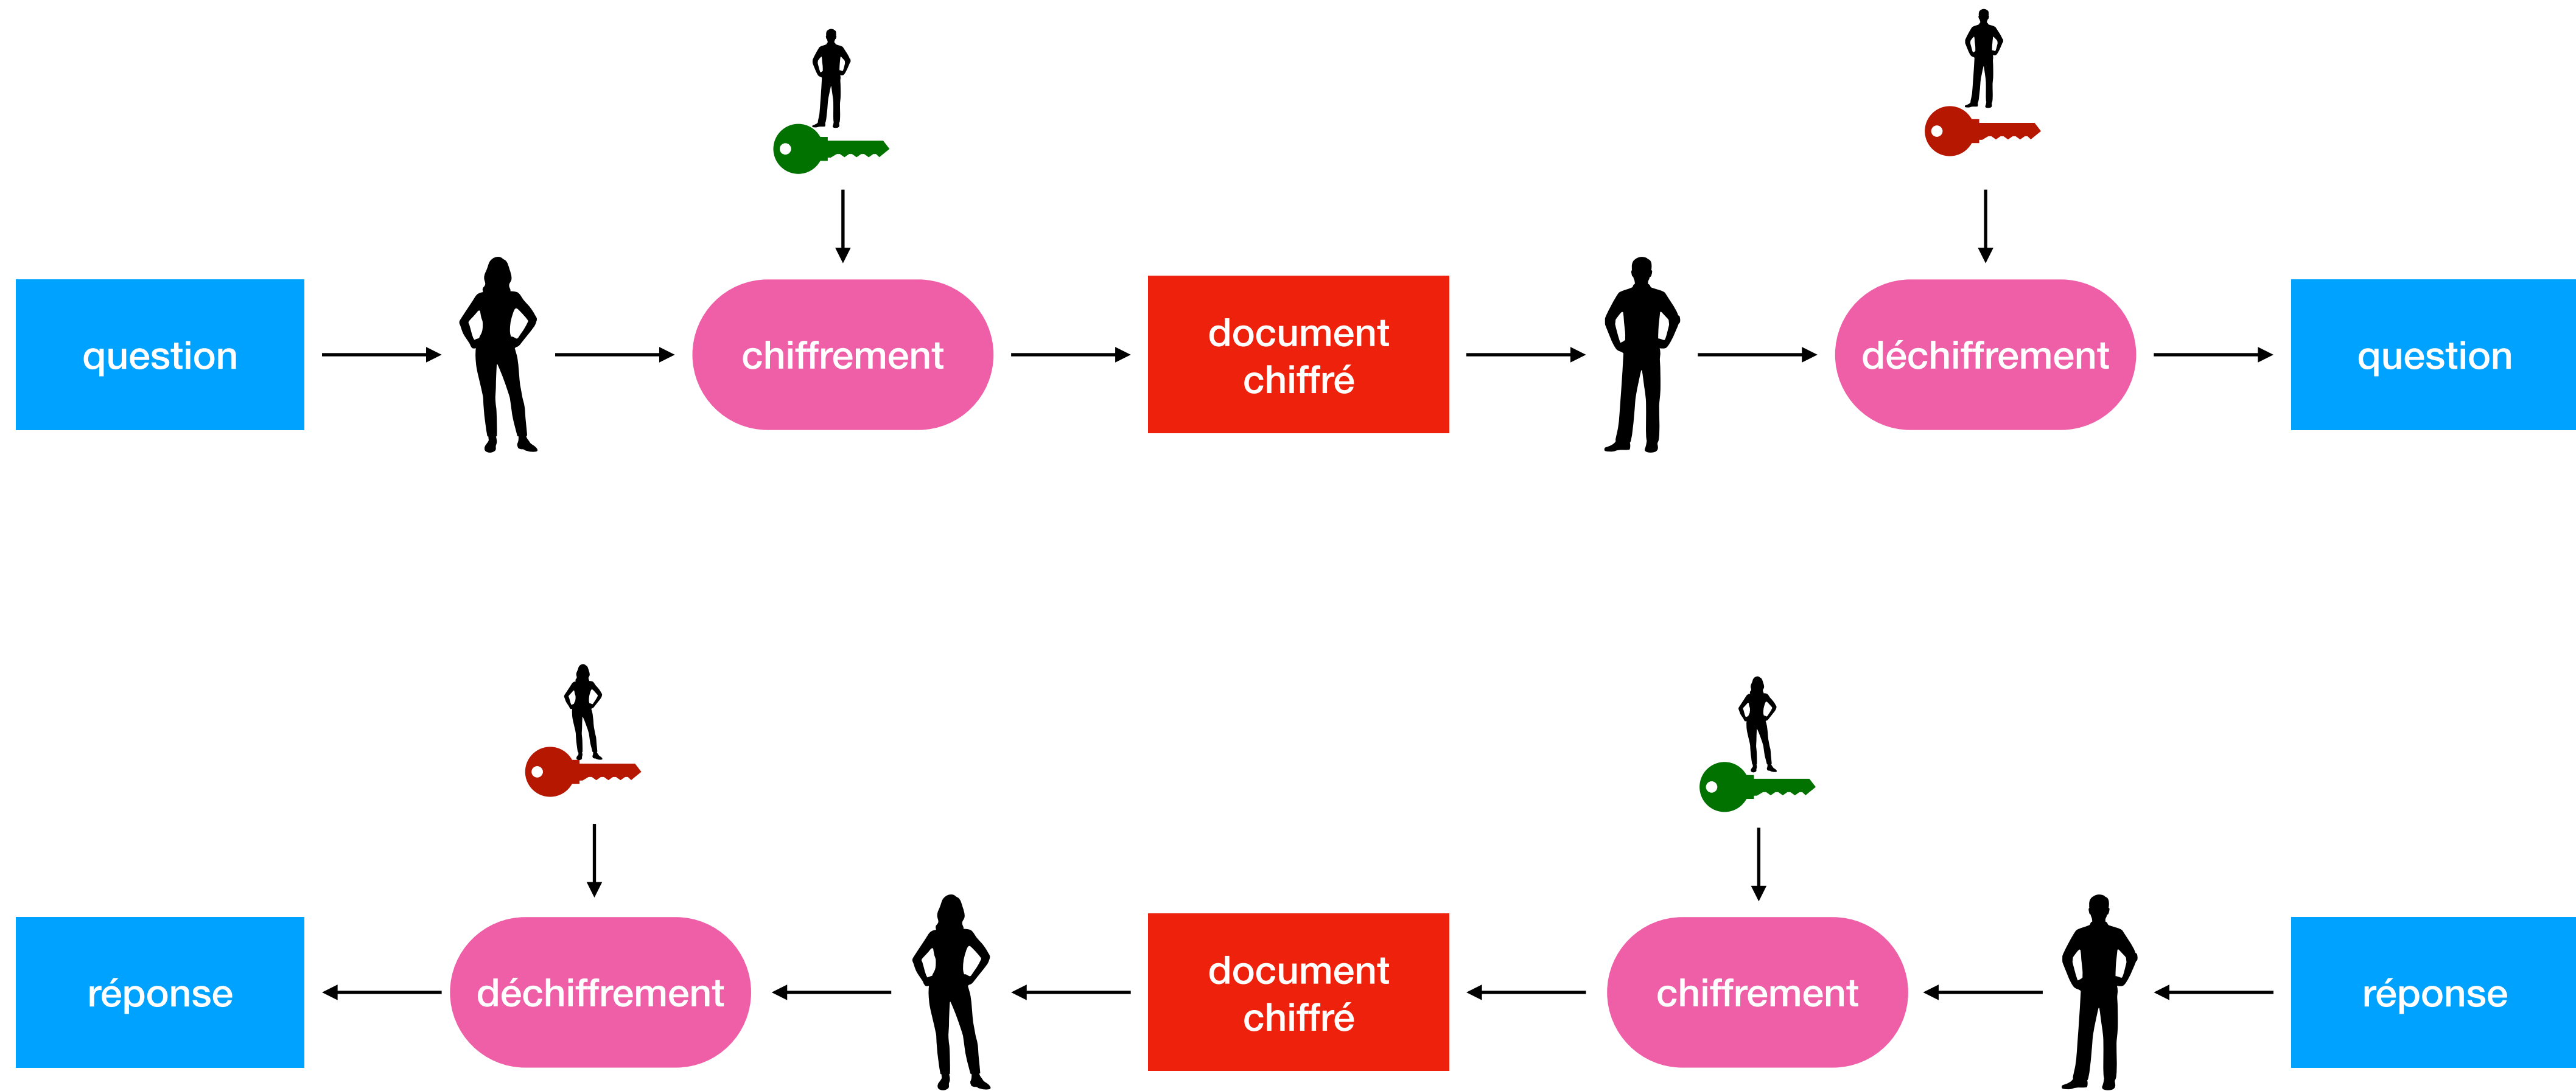 question
chiffrement
document
chiffré
déchiffrement
question
réponse
déchiffrement
document
chiffré
chiffrement
réponse